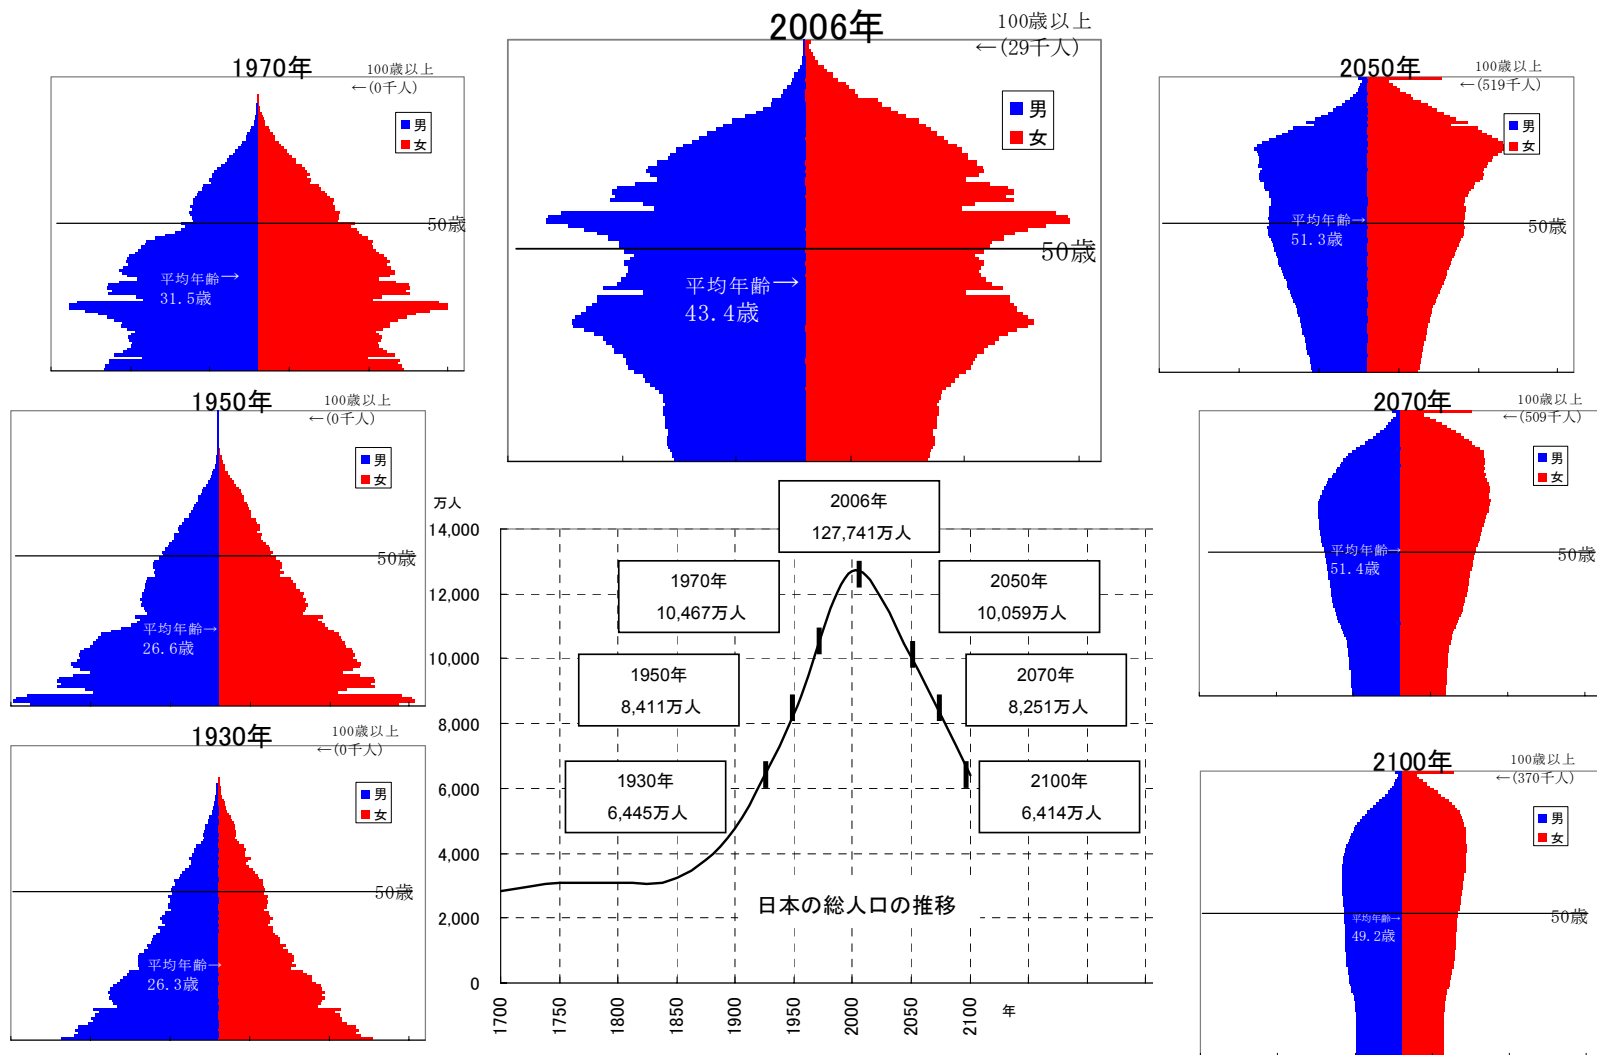 2006年
100歳以上
←(29千人)
男
女
50歳
平均年齢→
43.4歳
1970年
100歳以上
←(0千人)
男
女
50歳
平均年齢→
31.5歳
2050年
100歳以上
←(519千人)
男
女
平均年齢→
51.3歳
50歳
1950年
100歳以上
←(0千人)
男
女
50歳
平均年齢→
26.6歳
2070年
100歳以上
←(509千人)
男
女
平均年齢→
51.4歳
50歳
1930年
100歳以上
←(0千人)
男
女
50歳
平均年齢→
26.3歳
2100年
100歳以上
←(370千人)
男
女
平均年齢→
49.2歳
50歳
万人
14,000
12,000
10,000
8,000
6,000
4,000
2,000
0
2006年
127,741万人
1970年
10,467万人
2050年
10,059万人
1950年
8,411万人
2070年
8,251万人
1930年
6,445万人
2100年
6,414万人
日本の総人口の推移
1700
1750
1800
1850
1900
1950
2000
2050
2100
年